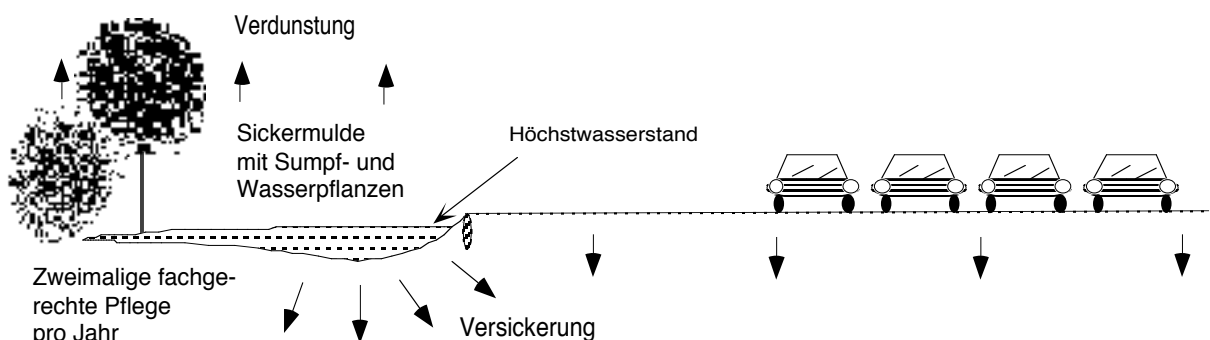 Verdunstung
Sickermulde
mit Sumpf- und
Wasserpflanzen
Höchstwasserstand
Zweimalige fachge-
rechte Pflege
pro Jahr
Versickerung